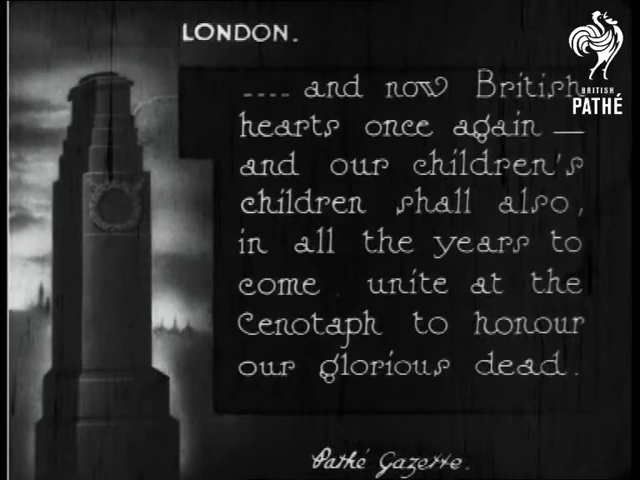 LONDON.
BRITISH
PATHÉ
.... and now British
hearts once again —
and our children's
children shall also,
in all the years to
come unite at the
Cenotaph to honour
our glorious dead.
Pathé Gazette.